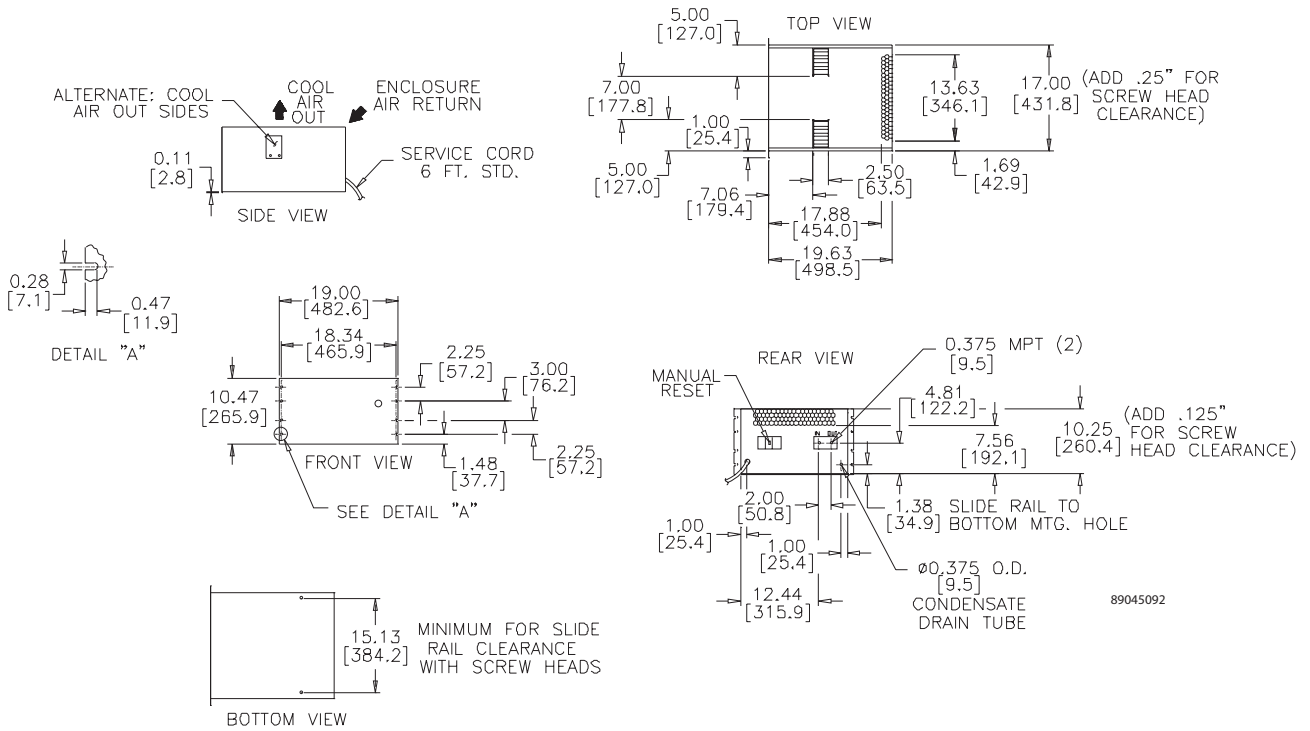 ALTERNATE: COOL
AIR OUT SIDES
COOL
AIR
OUT
ENCLOSURE
AIR RETURN
0.11
[2.8]
SERVICE CORD
6 FT. STD.
SIDE VIEW
TOP VIEW
5.00
[127.0]
7.00
[177.8]
1.00
[25.4]
5.00
[127.0]
7.06
[179.4]
17.88
[454.0]
19.63
[498.5]
2.50
[63.5]
13.63
[346.1]
17.00
[431.8]
1.69
[42.9]
(ADD .25" FOR
SCREW HEAD
CLEARANCE)
0.28
[7.1]
0.47
[11.9]
DETAIL "A"
19.00
[482.6]
18.34
[465.9]
10.47
[265.9]
2.25
[57.2]
3.00
[76.2]
2.25
[57.2]
1.48
[37.7]
FRONT VIEW
SEE DETAIL "A"
REAR VIEW
MANUAL
RESET
0.375 MPT (2)
[9.5]
IN
4.81
[122.2]
7.56
[192.1]
10.25
[260.4]
(ADD .125"
FOR SCREW
HEAD CLEARANCE)
2.00
[50.8]
1.00
[25.4]
1.00
[25.4]
12.44
[315.9]
1.38
[34.9]
SLIDE RAIL TO
BOTTOM MTG. HOLE
ø0.375 O.D.
[9.5]
CONDENSATE
DRAIN TUBE
89045092
15.13
[384.2]
MINIMUM FOR SLIDE
RAIL CLEARANCE
WITH SCREW HEADS
BOTTOM VIEW